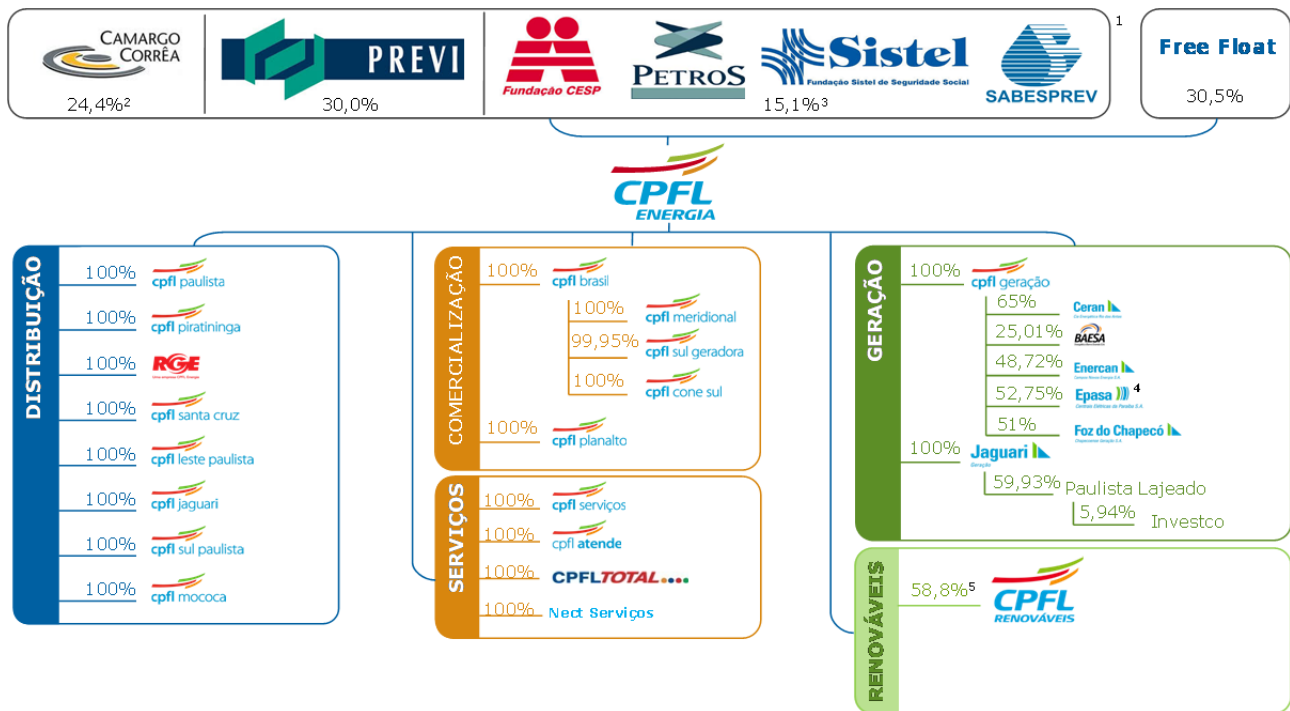 CAMARGO
CORRÊA
24,4%²
PREVI
30,0%
Fundação CESP
PETROS
Sistel
Fundação Sistel de Seguridade Social
SABESPREV
15,1%³
1
Free Float
30,5%
CPFL
ENERGIA
DISTRIBUIÇÃO
100% cpfl paulista
100% cpfl piratininga
100% RGE
100% cpfl santa cruz
100% cpfl leste paulista
100% cpfl jaguari
100% cpfl sul paulista
100% cpfl mococa
COMERCIALIZAÇÃO
100% cpfl brasil
100% cpfl meridional
99,95% cpfl sul geradora
100% cpfl cone sul
100% cpfl planalto
SERVIÇOS
100% cpfl serviços
100% cpfl atende
100% CPFLTOTAL
100% Nect Serviços
GERAÇÃO
100% cpfl geração
65% Ceran
25,01% BAESA
48,72% Enercan
52,75% Epasa ⁴
51% Foz do Chapecó
100% Jaguari
Geração
59,93% Paulista Lajeado
5,94% Investco
RENOVÁVEIS
58,8%⁵ CPFL
RENOVÁVEIS